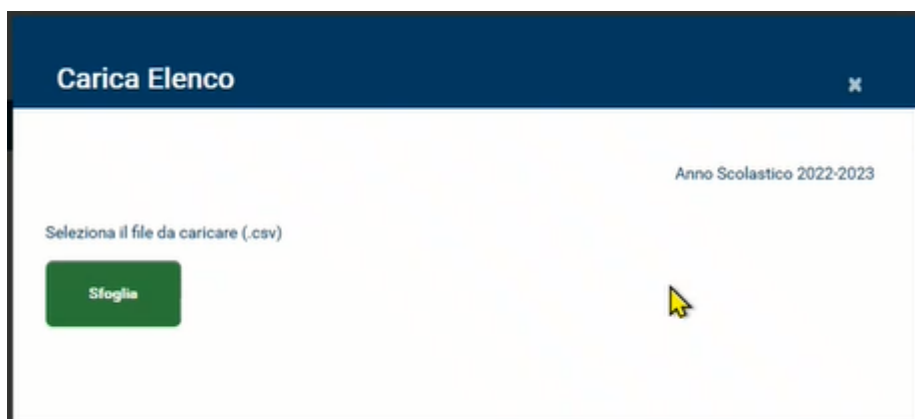 Carica Elenco
Anno Scolastico 2022-2023
Seleziona il file da caricare (.csv)
Sfoglia